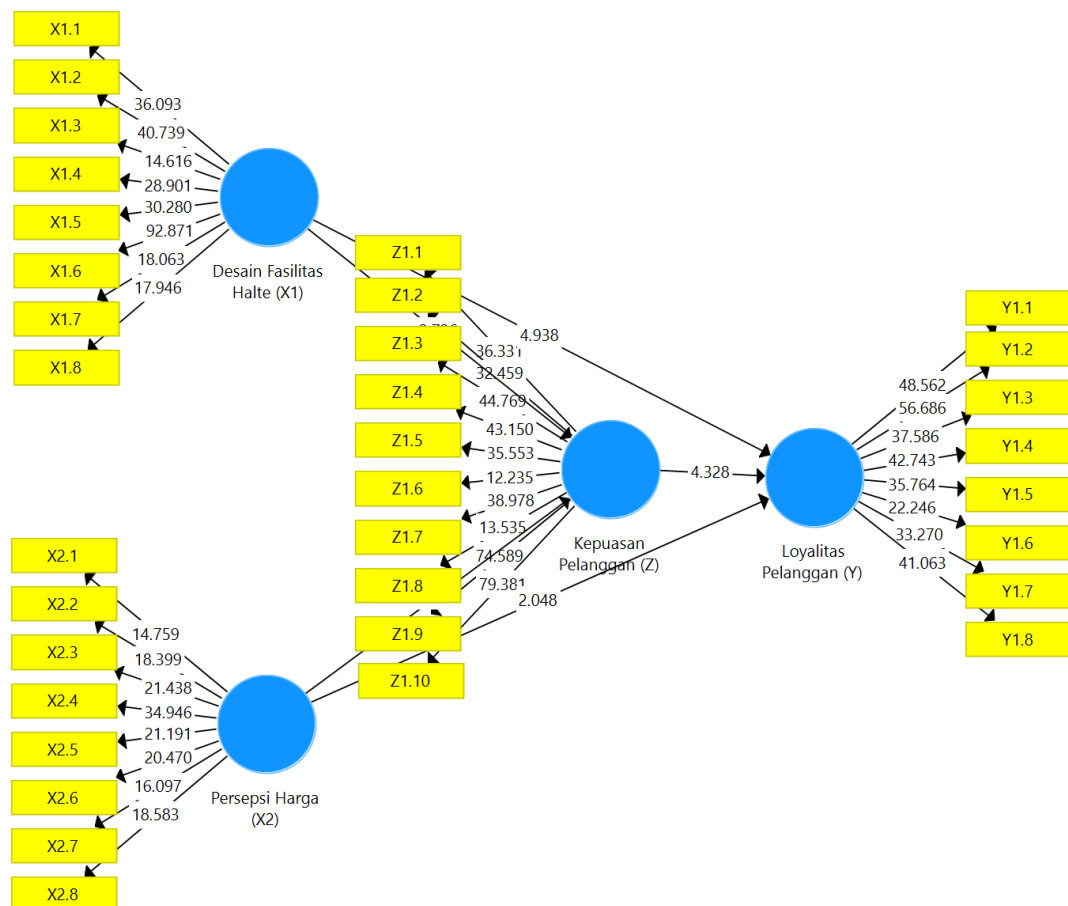 X1.1
X1.2
X1.3
X1.4
X1.5
X1.6
X1.7
X1.8
36.093
40.739
14.616
28.901
30.280
92.871
18.063
17.946
Desain Fasilitas
Halte (X1)
X2.1
X2.2
X2.3
X2.4
X2.5
X2.6
X2.7
X2.8
14.759
18.399
21.438
34.946
21.191
20.470
16.097
18.583
Persepsi Harga
(X2)
Z1.1
Z1.2
Z1.3
Z1.4
Z1.5
Z1.6
Z1.7
Z1.8
Z1.9
Z1.10
36.331
32.459
44.769
43.150
35.553
12.235
38.978
13.535
74.589
79.381
Kepuasan
Pelanggan (Z)
4.938
4.328
2.048
Loyalitas
Pelanggan (Y)
48.562
56.686
37.586
42.743
35.764
22.246
33.270
41.063
Y1.1
Y1.2
Y1.3
Y1.4
Y1.5
Y1.6
Y1.7
Y1.8